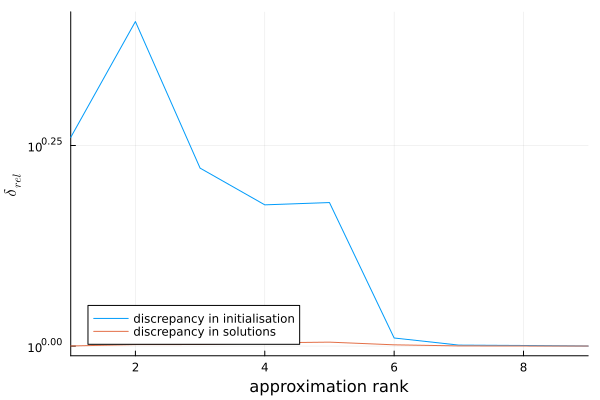 10^0.25
δ_rel
10^0.00
discrepancy in initialisation
discrepancy in solutions
2 4 6 8
approximation rank